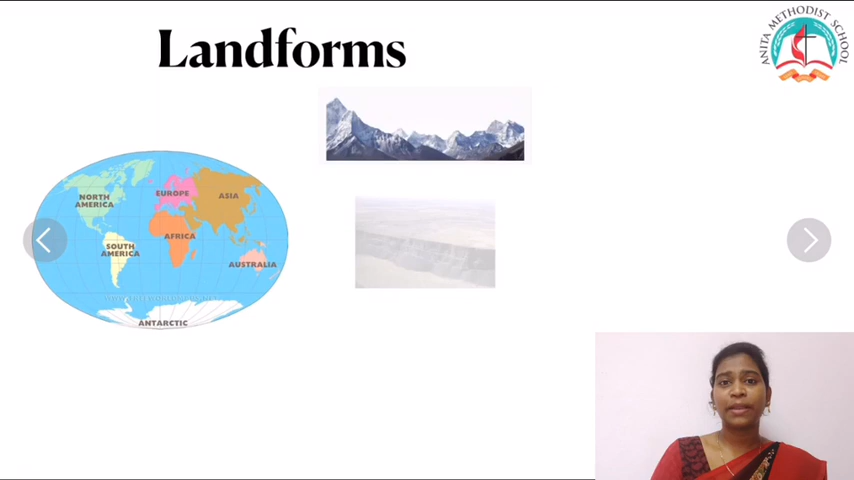 Landforms
ANITA METHODIST SCHOOL
NORTH
AMERICA
EUROPE
ASIA
AFRICA
SOUTH
AMERICA
AUSTRALIA
ANTARCTIC